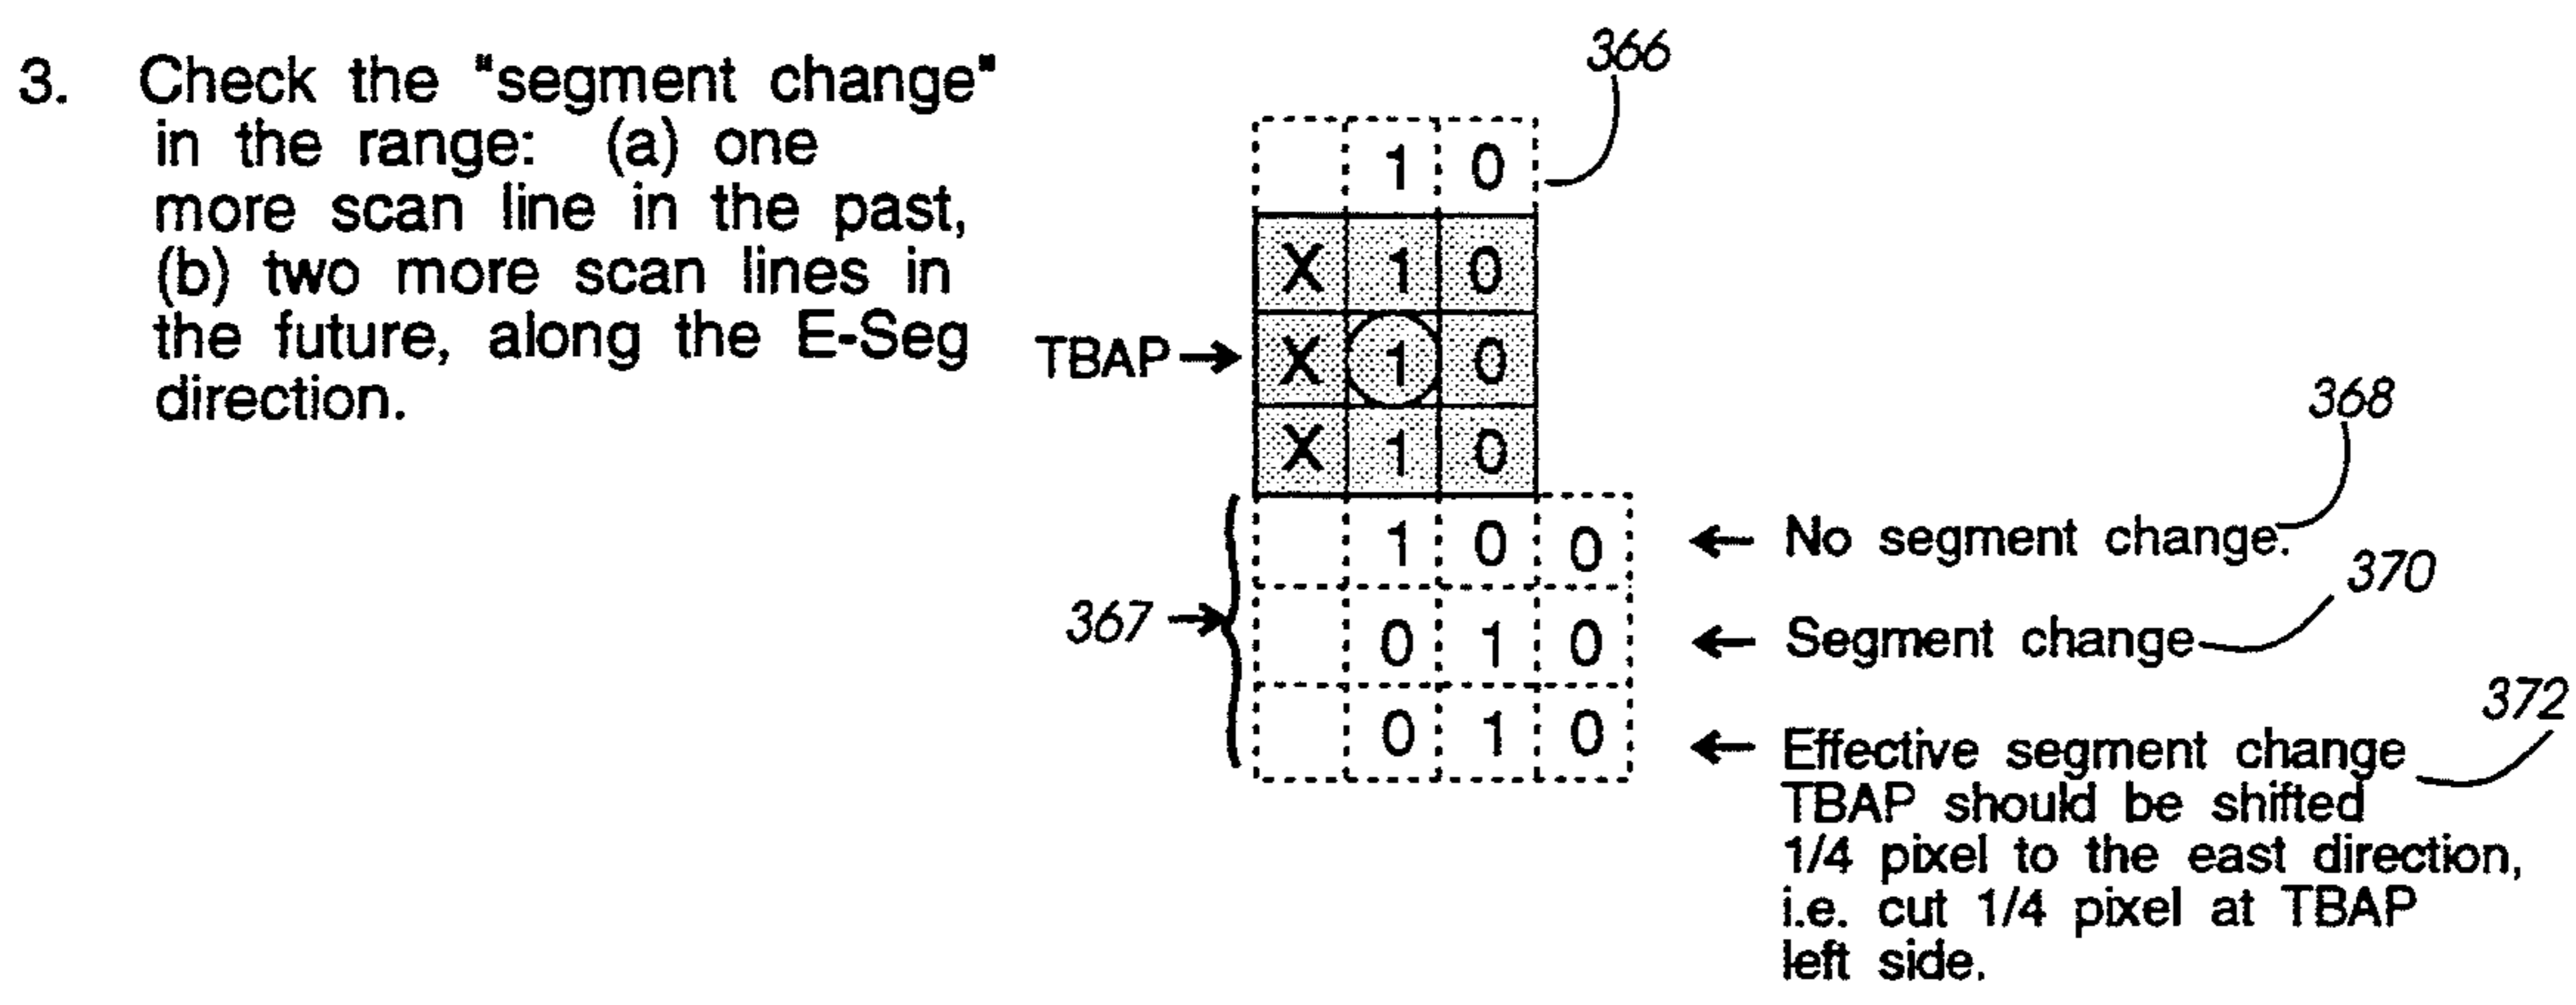 3. Check the "segment change"
in the range: (a) one
more scan line in the past,
(b) two more scan lines in
the future, along the E-Seg
direction.
366
1 0
X 1 0
TBAP X 1 0
X 1 0
368
1 0 0 No segment change.
370
367 0 1 0 Segment change
372
0 1 0 Effective segment change
TBAP should be shifted
1/4 pixel to the east direction,
i.e. cut 1/4 pixel at TBAP
left side.